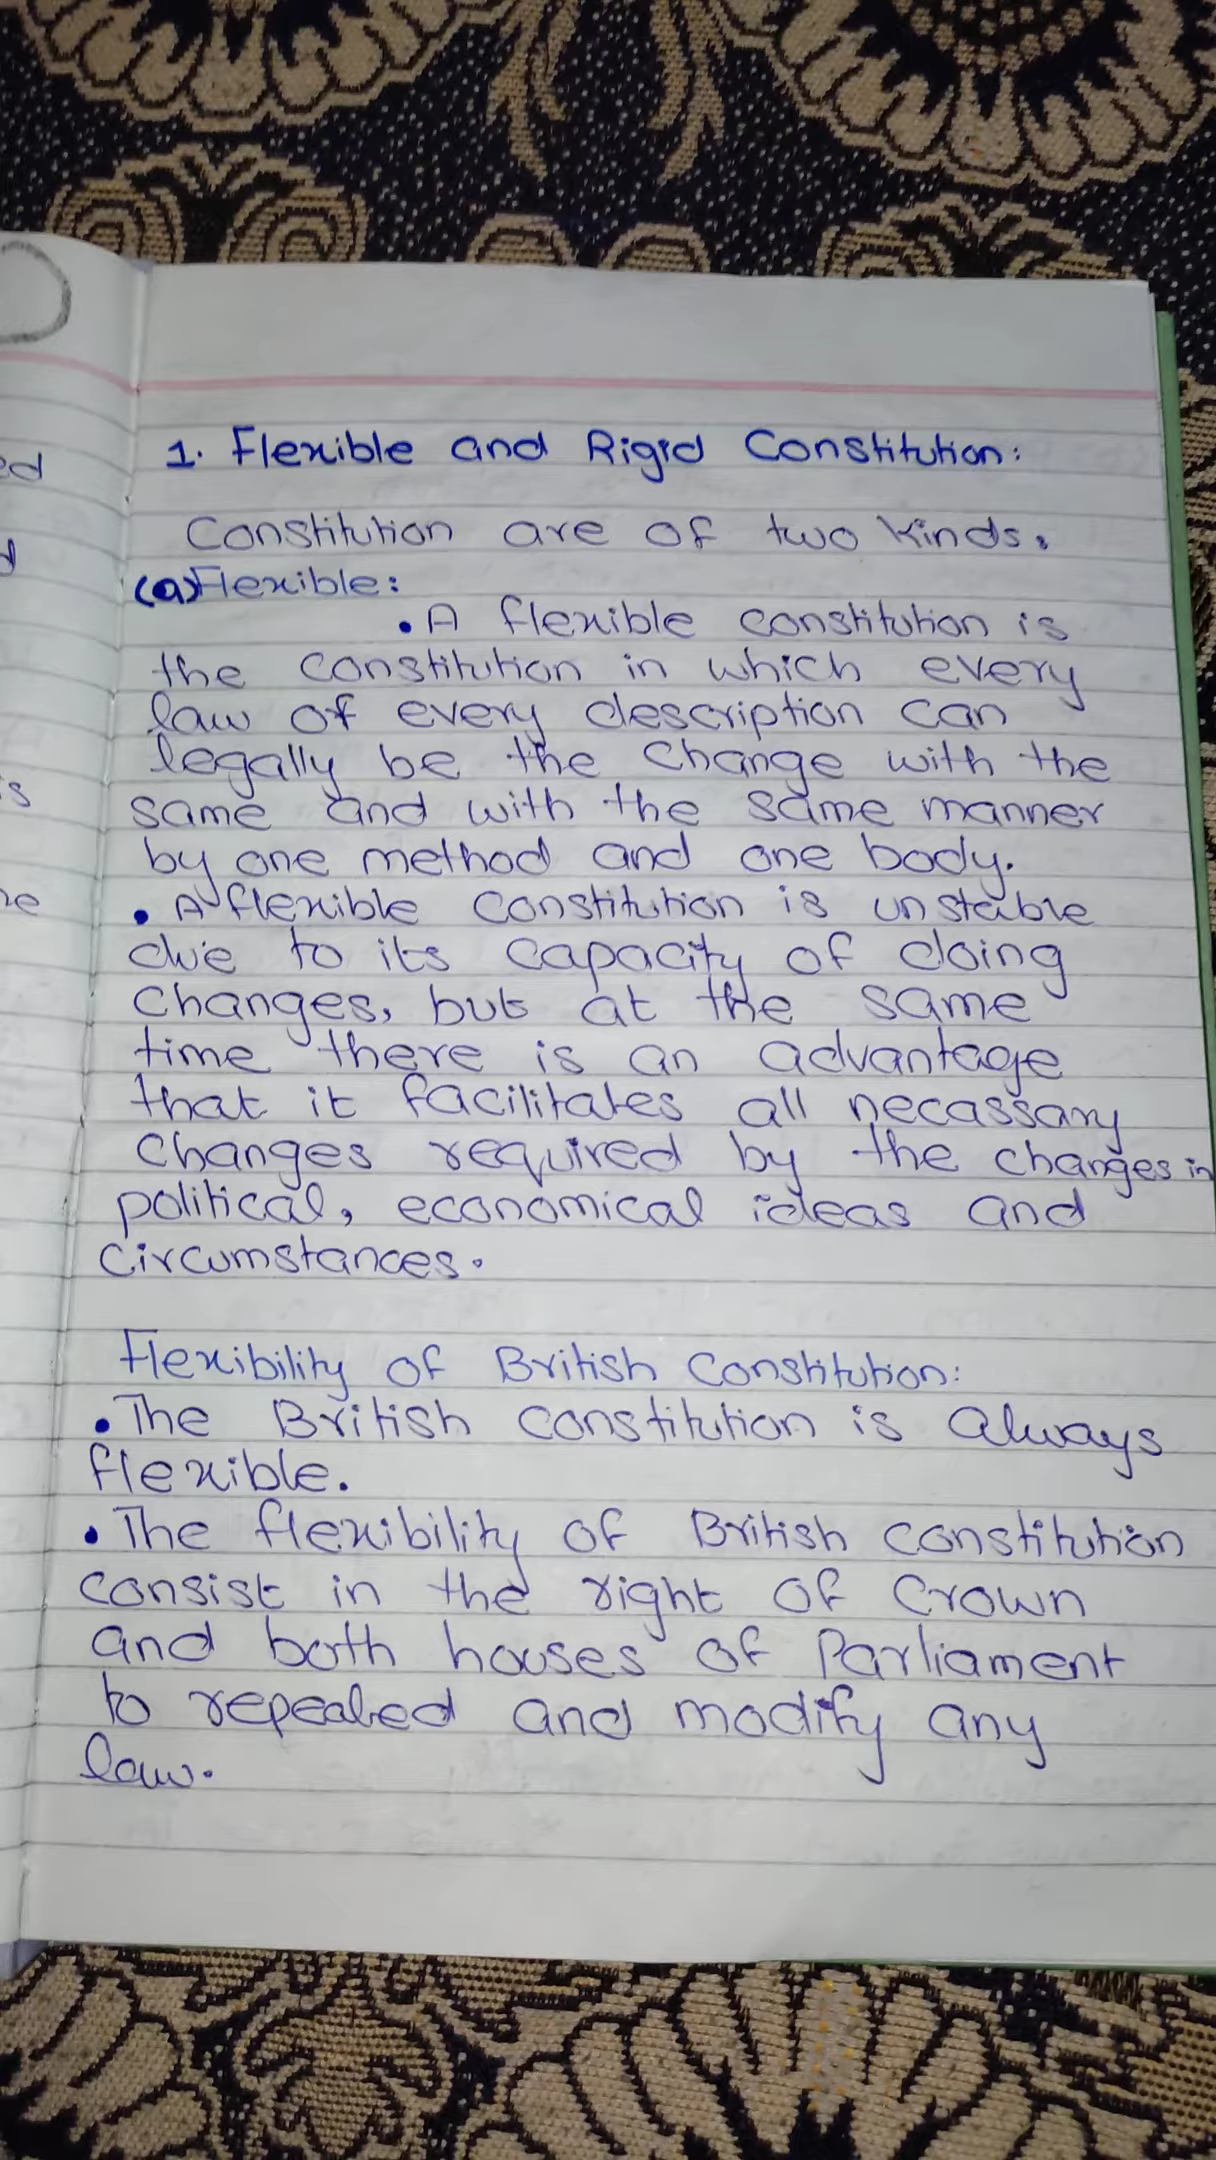 1. Flexible and Rigid Constitution:
Constitution are of two kinds.
(a) Flexible:
• A flexible constitution is
the constitution in which every
law of every description can
legally be the change with the
same and with the same manner
by one method and one body.
• A flexible constitution is unstable
due to its capacity of doing
changes, but at the same
time there is an advantage
that it facilitates all necassary
changes required by the changes in
political, economical ideas and
circumstances.
Flexibility of British Constitution:
• The British constitution is always
flexible.
• The flexibility of British constitution
consist in the right of Crown
and both houses of Parliament
to repealed and modify any
law.